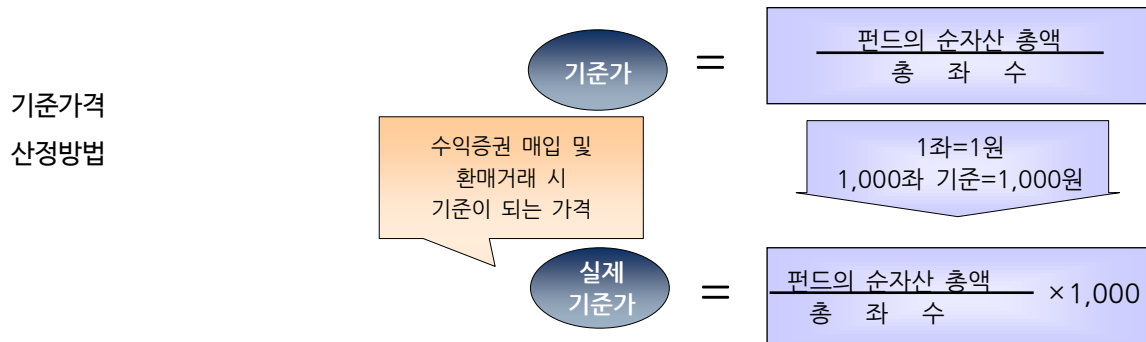 기준가격
산정방법
기준가
=
펀드의 순자산 총액
총 좌 수
수익증권 매입 및
환매거래 시
기준이 되는 가격
1좌=1원
1,000좌 기준=1,000원
실제
기준가
=
펀드의 순자산 총액
총 좌 수
×1,000